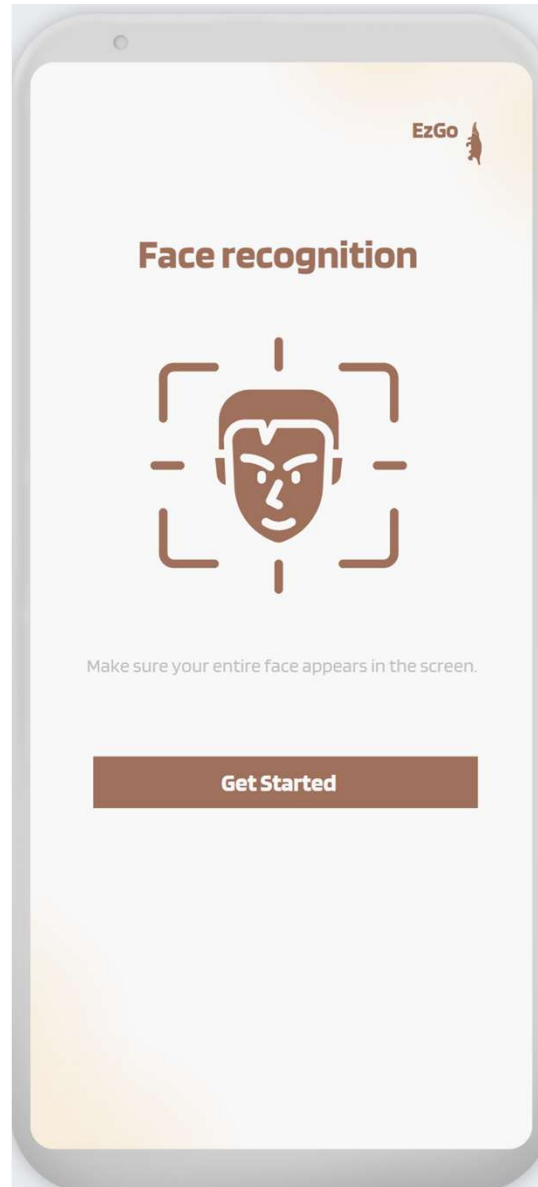 EzGo
Face recognition
Make sure your entire face appears in the screen.
Get Started